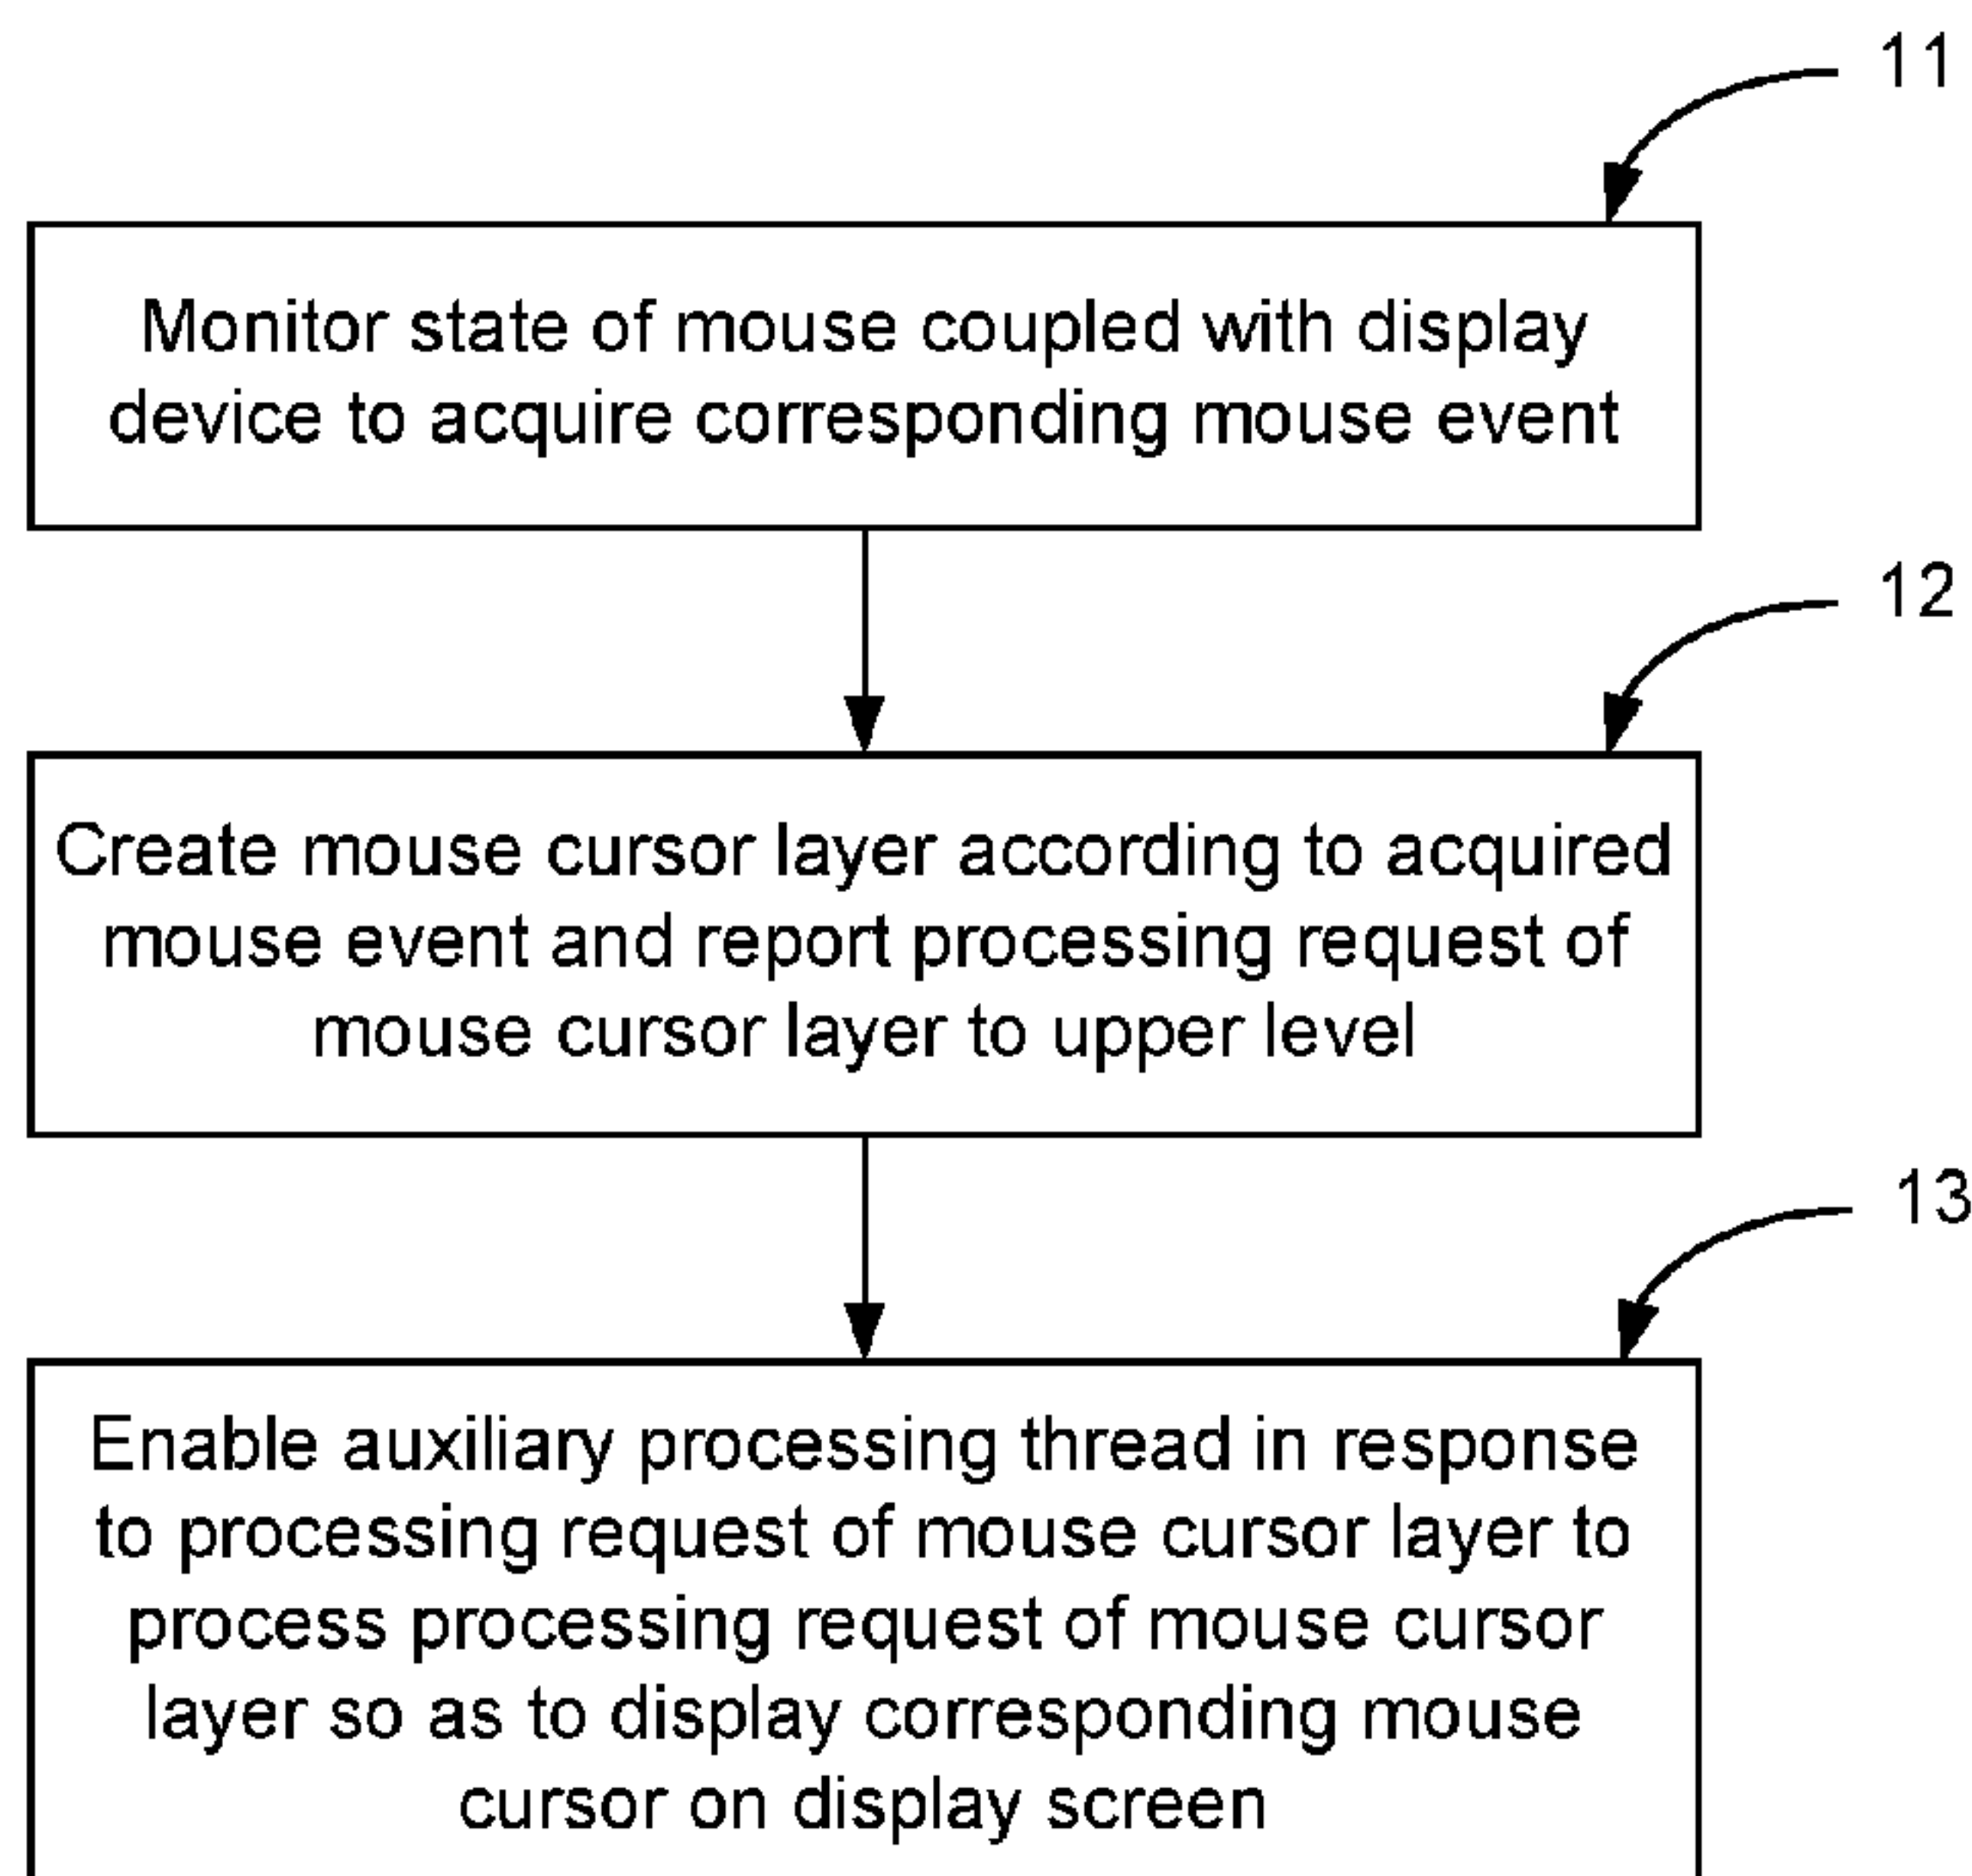 11
Monitor state of mouse coupled with display
device to acquire corresponding mouse event
12
Create mouse cursor layer according to acquired
mouse event and report processing request of
mouse cursor layer to upper level
13
Enable auxiliary processing thread in response
to processing request of mouse cursor layer to
process processing request of mouse cursor
layer so as to display corresponding mouse
cursor on display screen